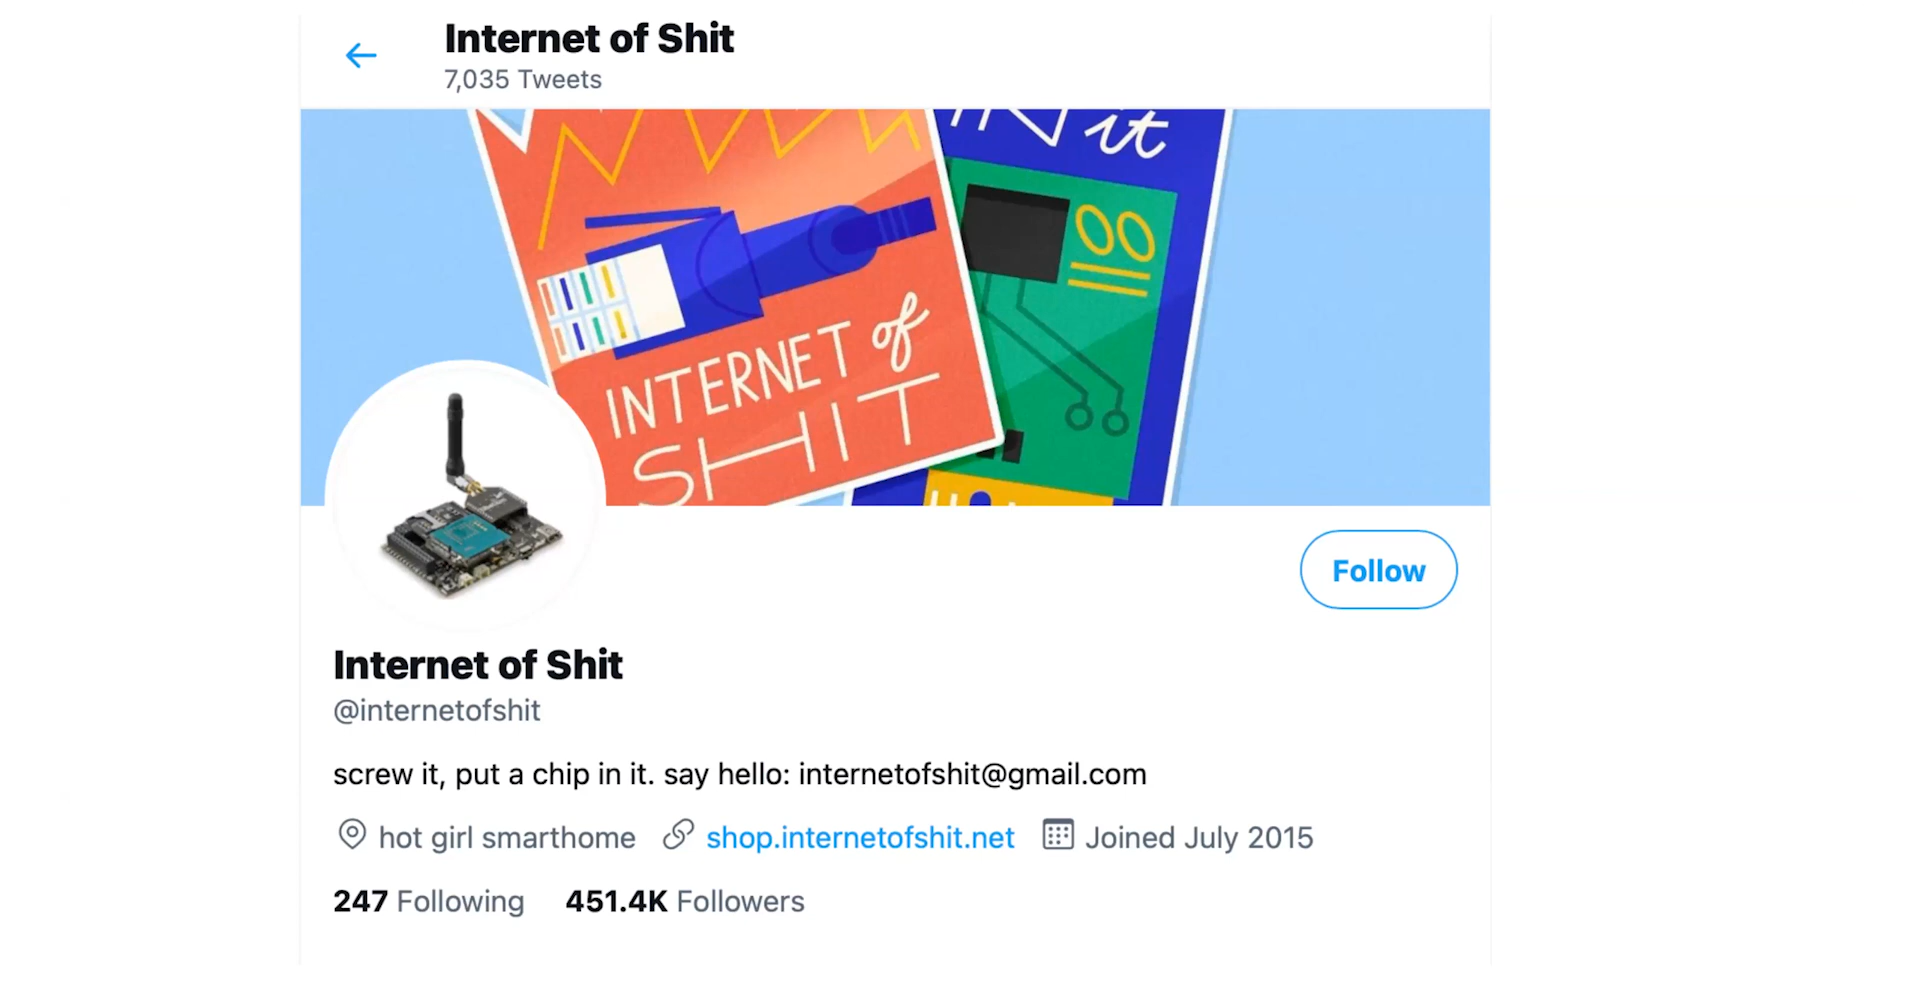 Internet of Shit
7,035 Tweets
it
INTERNET of
SHIT
Follow
Internet of Shit
@internetofshit
screw it, put a chip in it. say hello: internetofshit@gmail.com
hot girl smarthome shop.internetofshit.net Joined July 2015
247 Following 451.4K Followers